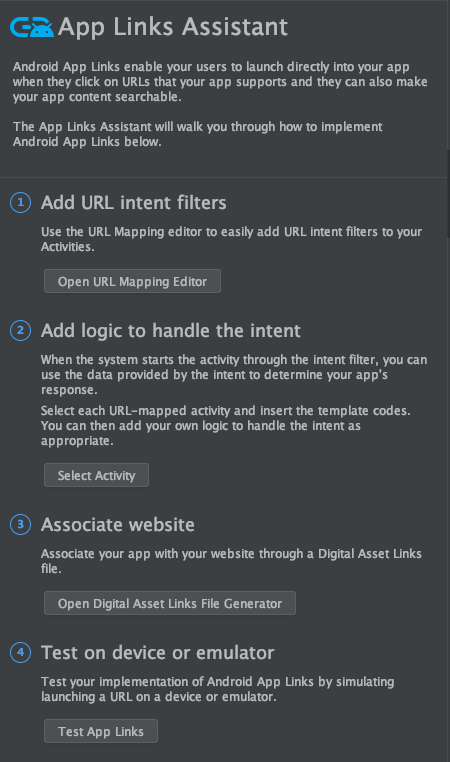 App Links Assistant
Android App Links enable your users to launch directly into your app
when they click on URLs that your app supports and they can also make
your app content searchable.
The App Links Assistant will walk you through how to implement
Android App Links below.
1 Add URL intent filters
Use the URL Mapping editor to easily add URL intent filters to your
Activities.
Open URL Mapping Editor
2 Add logic to handle the intent
When the system starts the activity through the intent filter, you can
use the data provided by the intent to determine your app's
response.
Select each URL-mapped activity and insert the template codes.
You can then add your own logic to handle the intent as
appropriate.
Select Activity
3 Associate website
Associate your app with your website through a Digital Asset Links
file.
Open Digital Asset Links File Generator
4 Test on device or emulator
Test your implementation of Android App Links by simulating
launching a URL on a device or emulator.
Test App Links